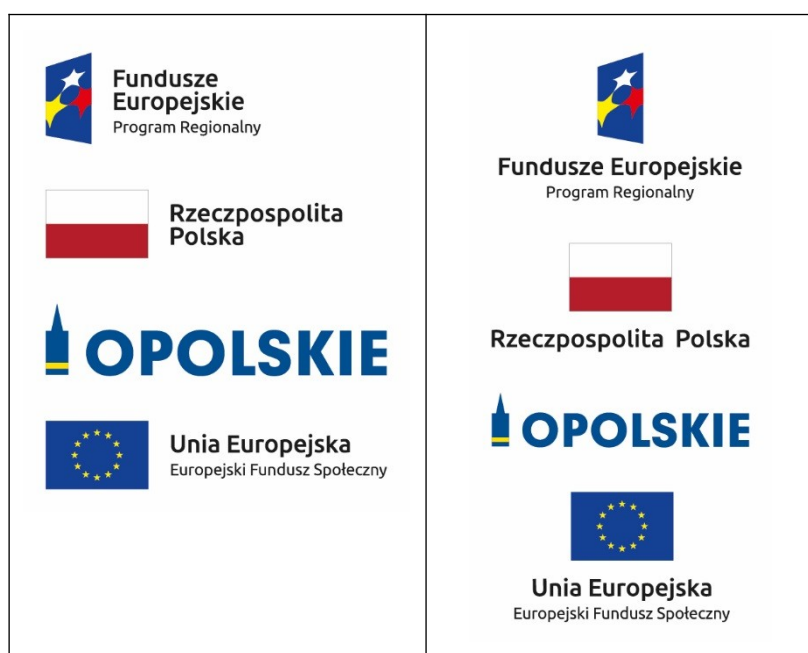 Fundusze
Europejskie
Program Regionalny
Rzeczpospolita
Polska
OPOLSKIE
Unia Europejska
Europejski Fundusz Społeczny
Fundusze Europejskie
Program Regionalny
Rzeczpospolita Polska
OPOLSKIE
Unia Europejska
Europejski Fundusz Społeczny